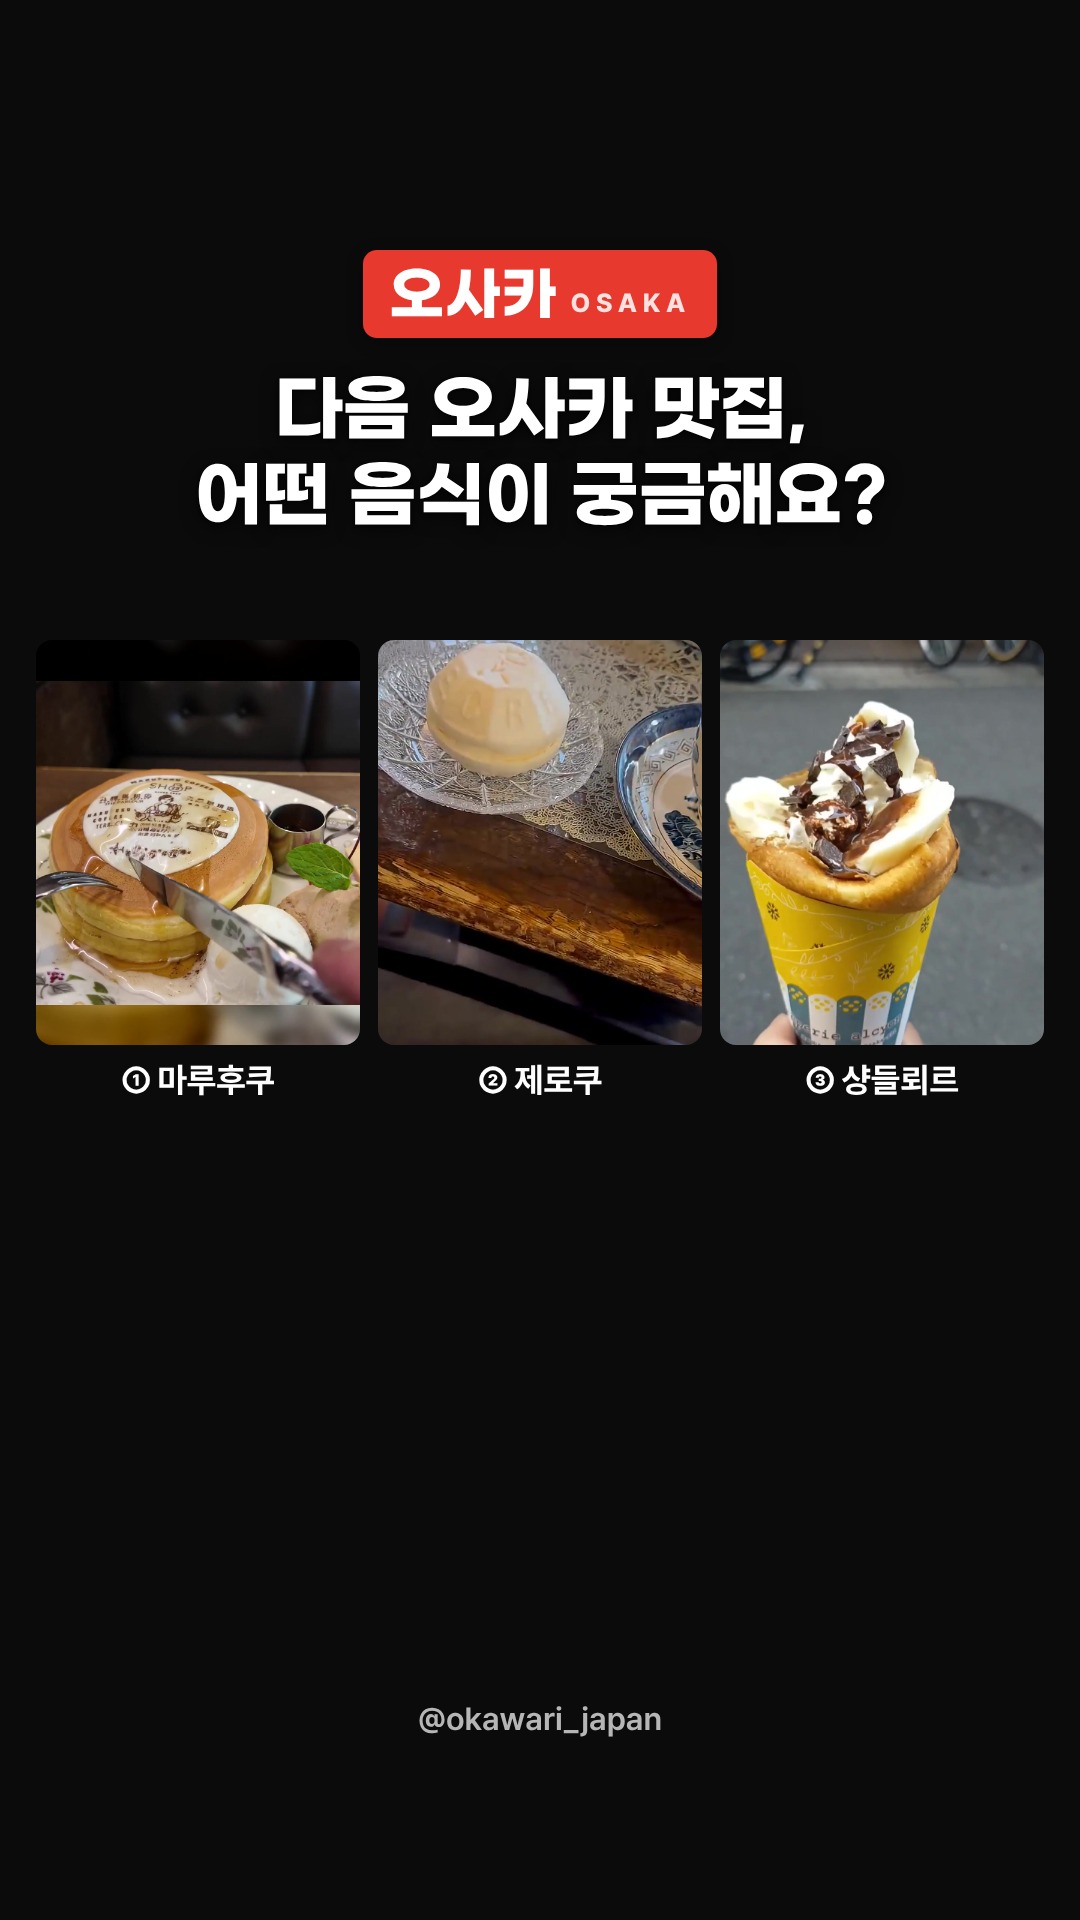 오사카 OSAKA
다음 오사카 맛집,
어떤 음식이 궁금해요?
① 마루후쿠
② 제로쿠
③ 샹들뢰르
@okawari_japan